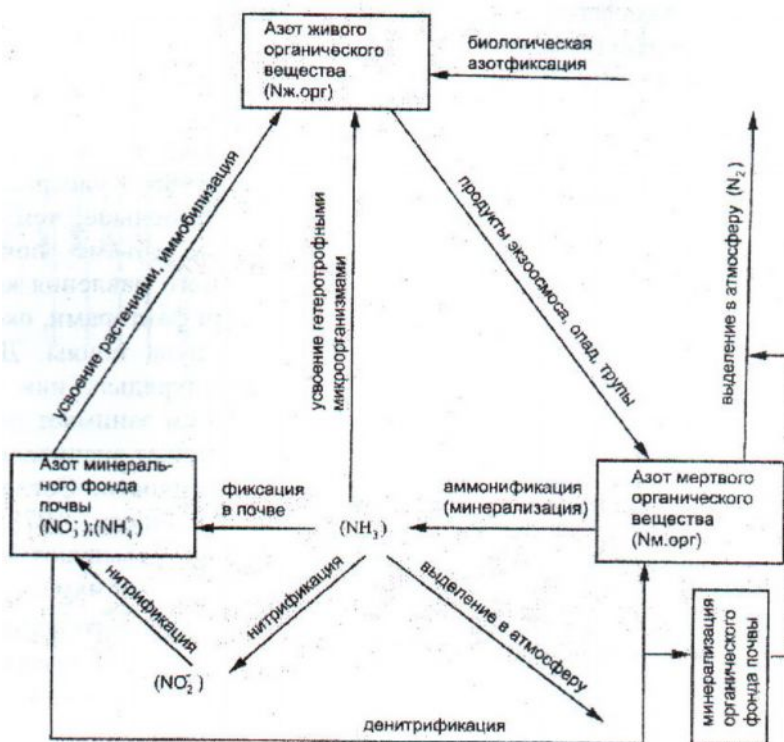 Азот живого
органического
вещества
(Nж.орг)
биологическая
азотфиксация
усвоение растениями, иммобилизация
усвоение гетеротрофными
микроорганизмами
продукты экзоосмоса, опад, трупы
выделение в атмосферу (N₂)
Азот минераль-
ного фонда
почвы
(NO₃⁻);(NH₄⁺)
фиксация
в почве
(NH₃)
аммонификация
(минерализация)
Азот мертвого
органического
вещества
(Nм.орг)
нитрификация
нитрификация
выделение в атмосферу
(NO₂⁻)
минерализация
органического
фонда почвы
денитрификация